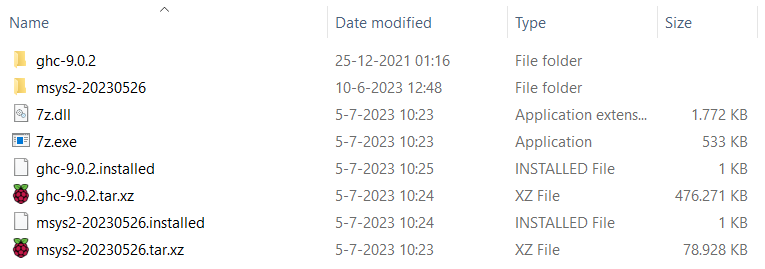 Name Date modified Type Size
ghc-9.0.2 25-12-2021 01:16 File folder
msys2-20230526 10-6-2023 12:48 File folder
7z.dll 5-7-2023 10:23 Application extens... 1.772 KB
7z.exe 5-7-2023 10:23 Application 533 KB
ghc-9.0.2.installed 5-7-2023 10:25 INSTALLED File 1 KB
ghc-9.0.2.tar.xz 5-7-2023 10:24 XZ File 476.271 KB
msys2-20230526.installed 5-7-2023 10:24 INSTALLED File 1 KB
msys2-20230526.tar.xz 5-7-2023 10:23 XZ File 78.928 KB